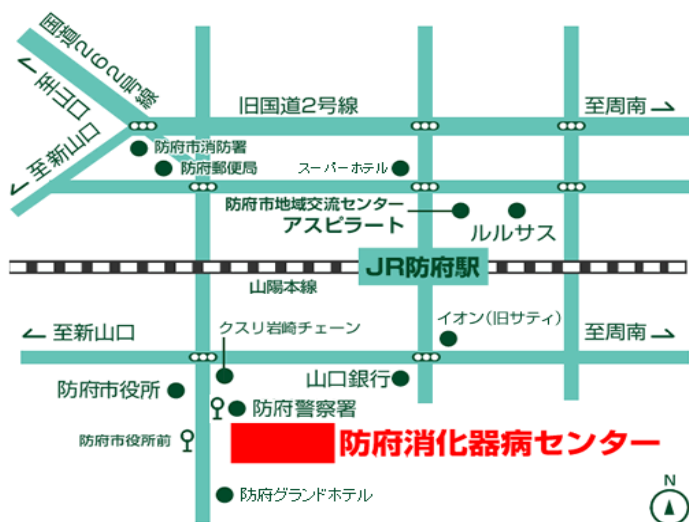 国道262号線
至山口
至新山口
旧国道2号線
至周南
防府市消防署
防府郵便局
スーパーホテル
防府市地域交流センター
アスピラート
ルルサス
JR防府駅
山陽本線
至新山口
クスリ岩崎チェーン
イオン(旧サティ)
至周南
防府市役所
山口銀行
防府警察署
防府市役所前
防府消化器病センター
防府グランドホテル
N